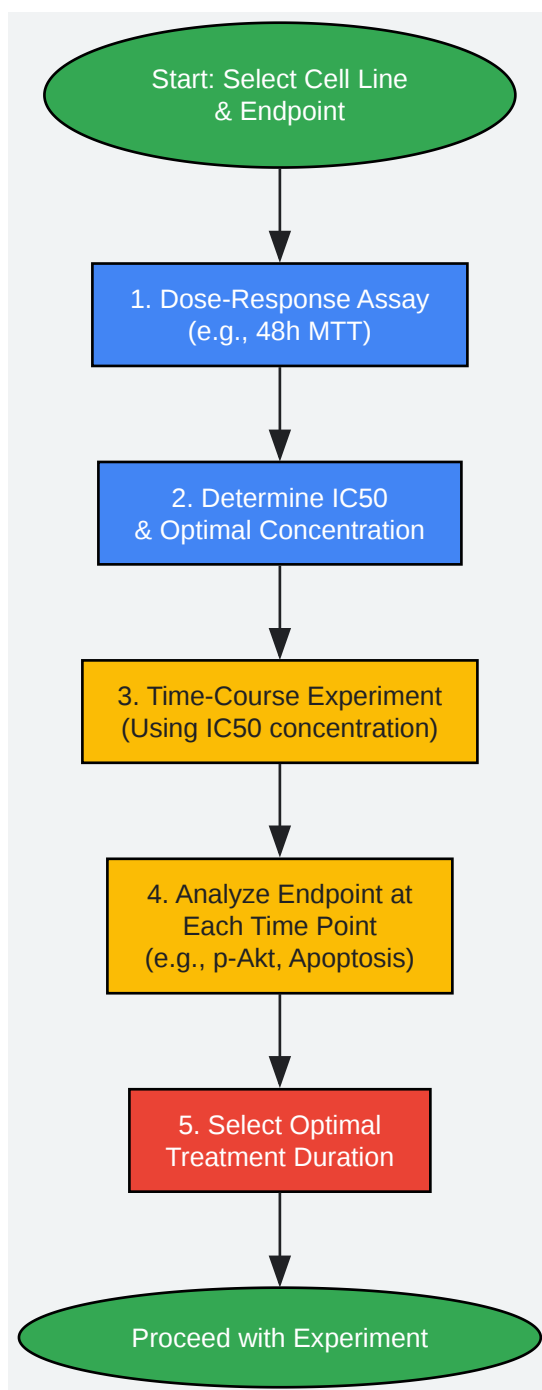 Start: Select Cell Line
& Endpoint
1. Dose-Response Assay
(e.g., 48h MTT)
2. Determine IC50
& Optimal Concentration
3. Time-Course Experiment
(Using IC50 concentration)
4. Analyze Endpoint at
Each Time Point
(e.g., p-Akt, Apoptosis)
5. Select Optimal
Treatment Duration
Proceed with Experiment